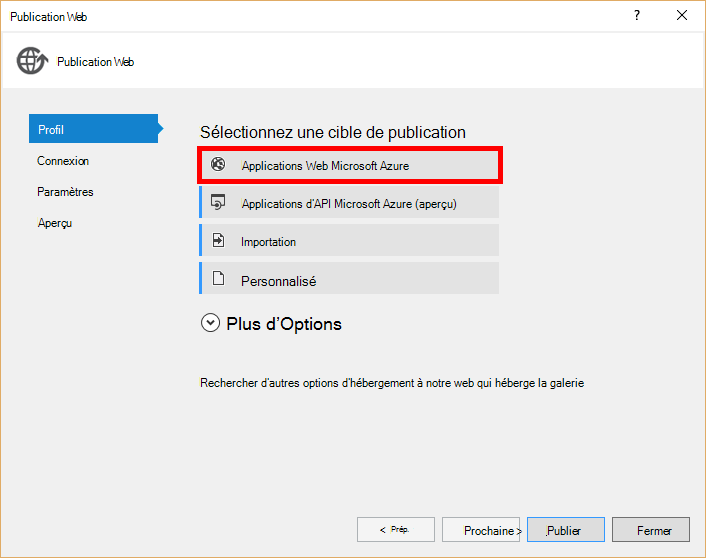 Publication Web
?
Publication Web
Profil
Connexion
Paramètres
Aperçu
Sélectionnez une cible de publication
Applications Web Microsoft Azure
Applications d'API Microsoft Azure (aperçu)
Importation
Personnalisé
Plus d'Options
Rechercher d'autres options d'hébergement à notre web qui héberge la galerie
< Prép.
Prochaine >
Publier
Fermer